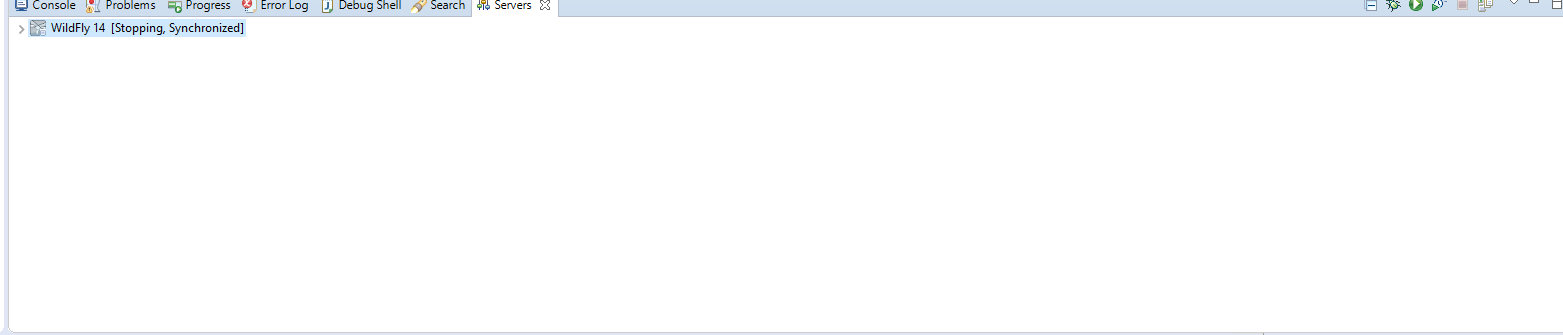 Console Problems Progress Error Log Debug Shell Search Servers
WildFly 14 [Stopping, Synchronized]